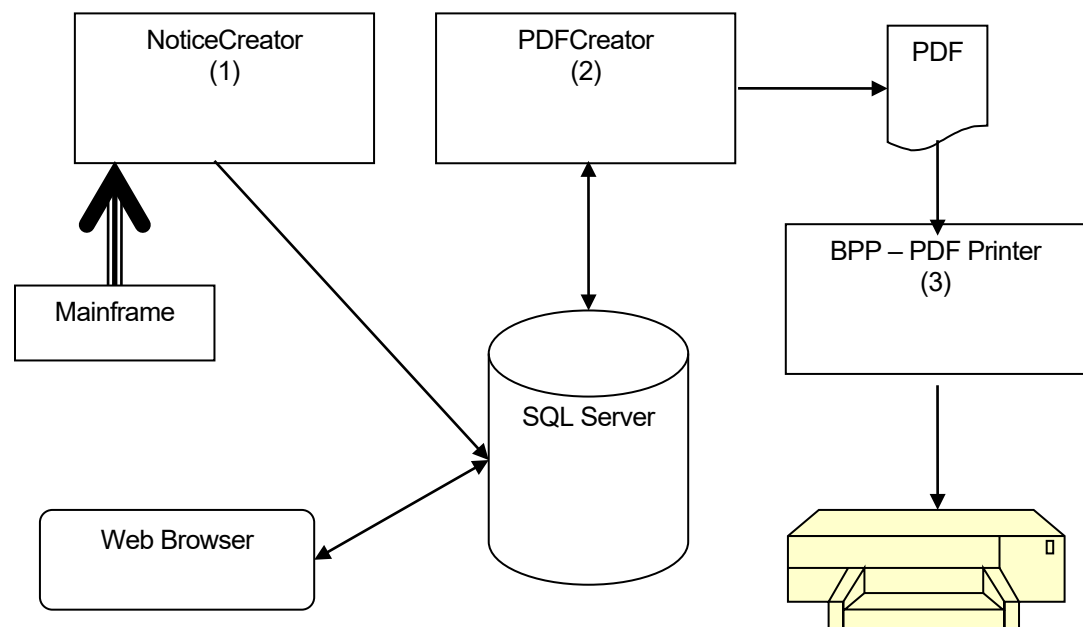 NoticeCreator
(1)
PDFCreator
(2)
PDF
BPP – PDF Printer
(3)
Mainframe
SQL Server
Web Browser